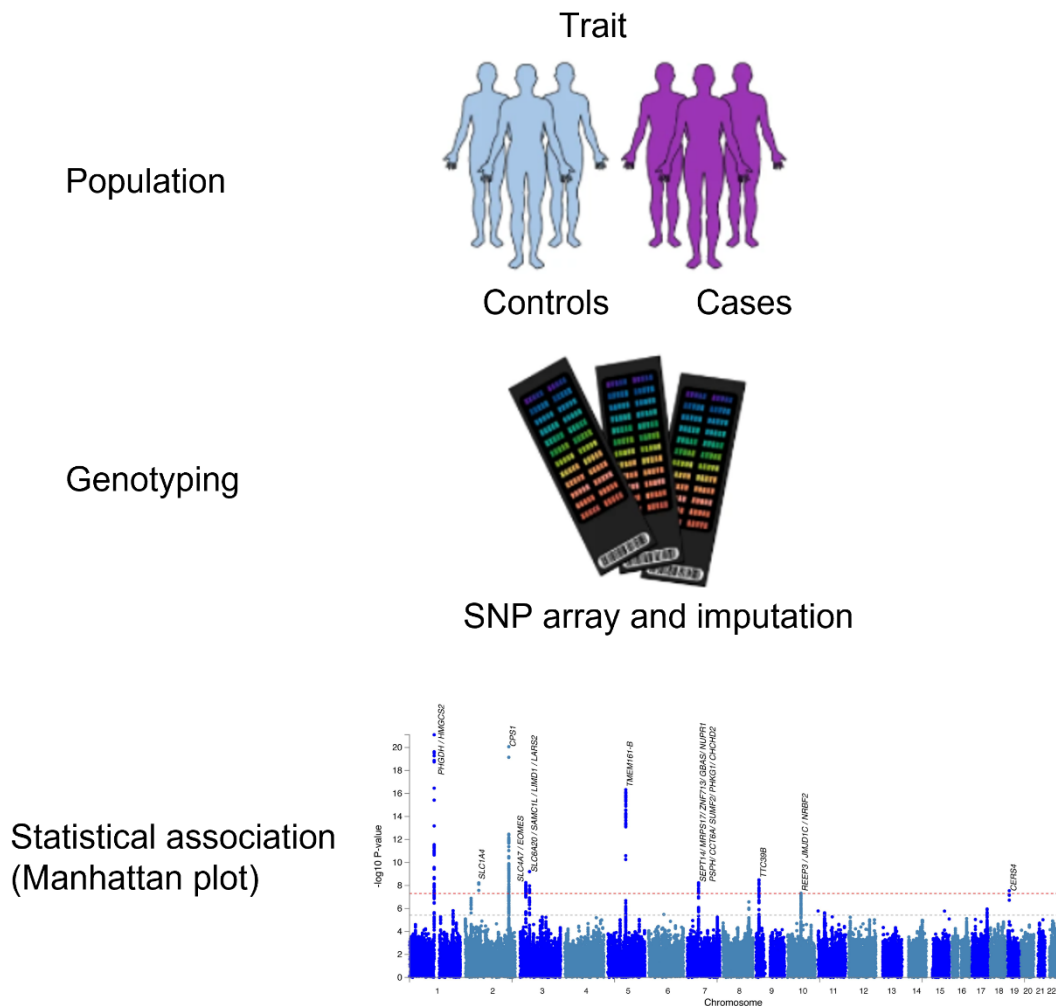 Trait
Population
Controls Cases
Genotyping
SNP array and imputation
Statistical association
(Manhattan plot)
-log10 P-value
20
18
16
14
12
10
8
6
4
2
0
PHGDH / HMGCS2
SLC1A4
CPS1
SLC4A7 / EOMES
SLC6A20 / SAMC1L / LIMD1 / LARS2
TMEM161-B
SEPT14/ MRPS17/ ZNF713/ GBAS/ NUPR1
PSPH/ CCT6A/ SUMF2/ PHKG1/ CHCHD2
TTC39B
REEP3 / JMJD1C / NRBF2
CERS4
1 2 3 4 5 6 7 8 9 10 11 12 13 14 15 16 17 18 19 20 21 22
Chromosome